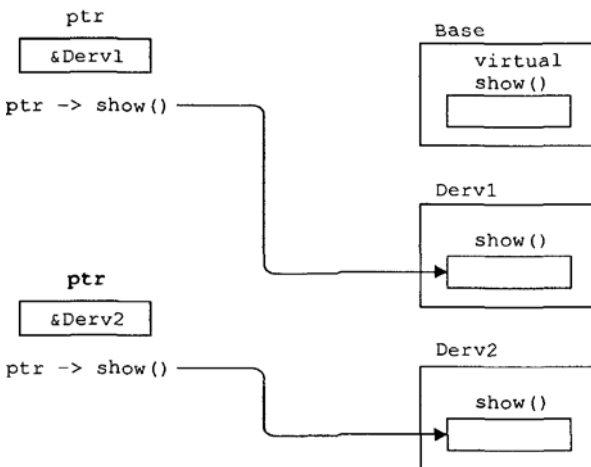 ptr
&Derv1
ptr -> show()
Base
virtual
show()
Derv1
show()
ptr
&Derv2
ptr -> show()
Derv2
show()